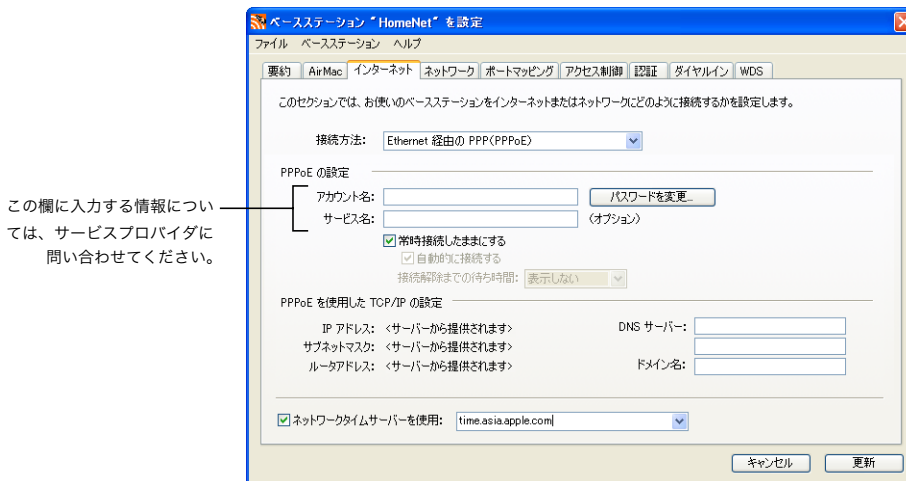 ベースステーション“HomeNet”を設定
ファイル ベースステーション ヘルプ
要約 AirMac インターネット ネットワーク ポートマッピング アクセス制御 認証 ダイヤルイン WDS
このセクションでは、お使いのベースステーションをインターネットまたはネットワークにどのように接続するかを設定します。
接続方法: Ethernet 経由の PPP(PPPoE)
PPPoE の設定
アカウント名: パスワードを変更...
サービス名: (オプション)
この欄に入力する情報につい
ては、サービスプロバイダに
問い合わせてください。
常時接続したままにする
自動的に接続する
接続解除までの待ち時間: 表示しない
PPPoE を使用した TCP/IP の設定
IP アドレス: <サーバーから提供されます> DNS サーバー:
サブネットマスク: <サーバーから提供されます>
ルータアドレス: <サーバーから提供されます> ドメイン名:
ネットワークタイムサーバーを使用: time.asia.apple.com
キャンセル 更新